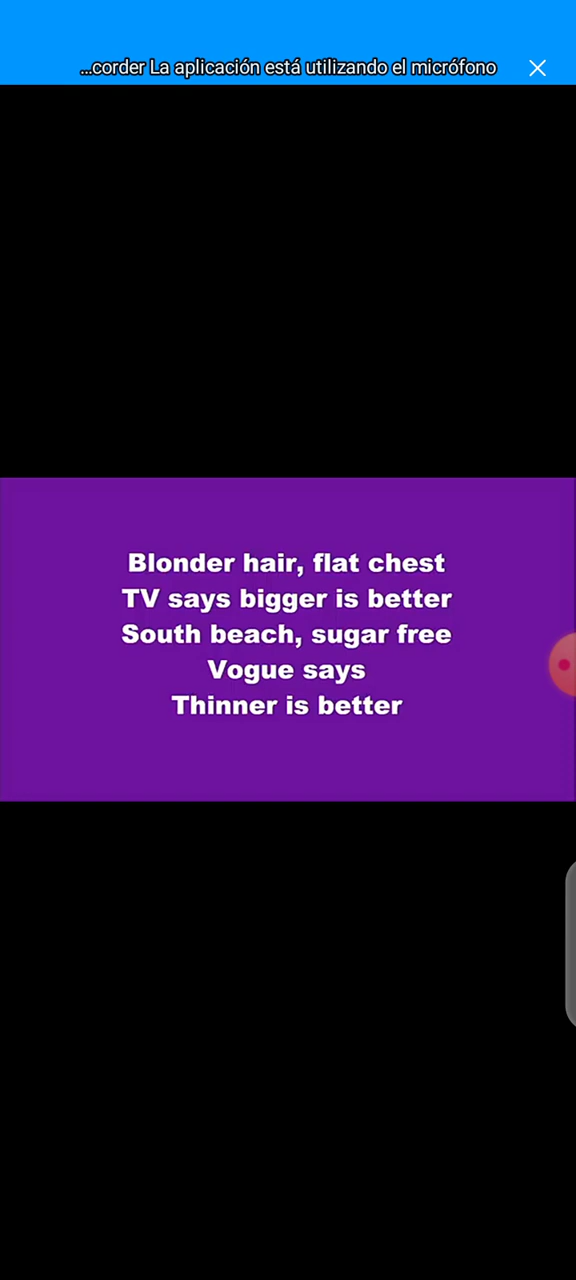 ...corder La aplicación está utilizando el micrófono
Blonder hair, flat chest
TV says bigger is better
South beach, sugar free
Vogue says
Thinner is better